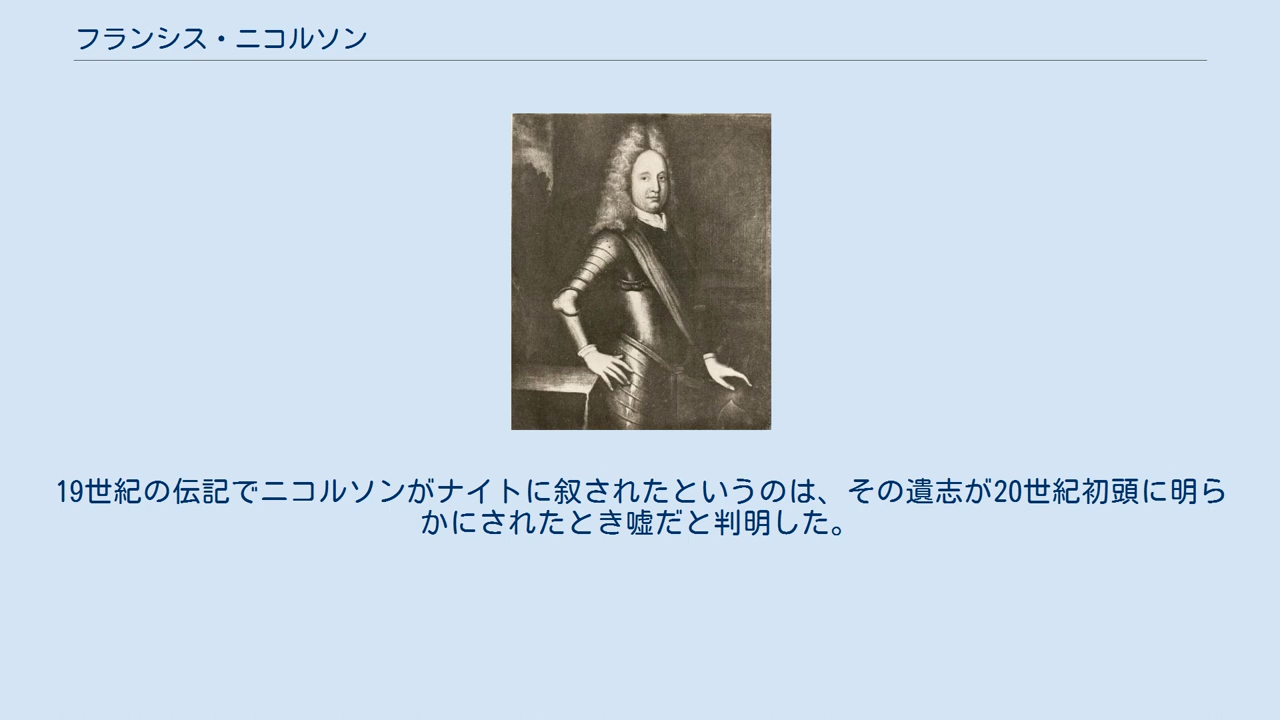 フランシス・ニコルソン
19世紀の伝記でニコルソンがナイトに叙されたというのは、その遺志が20世紀初頭に明ら
かにされたとき嘘だと判明した。